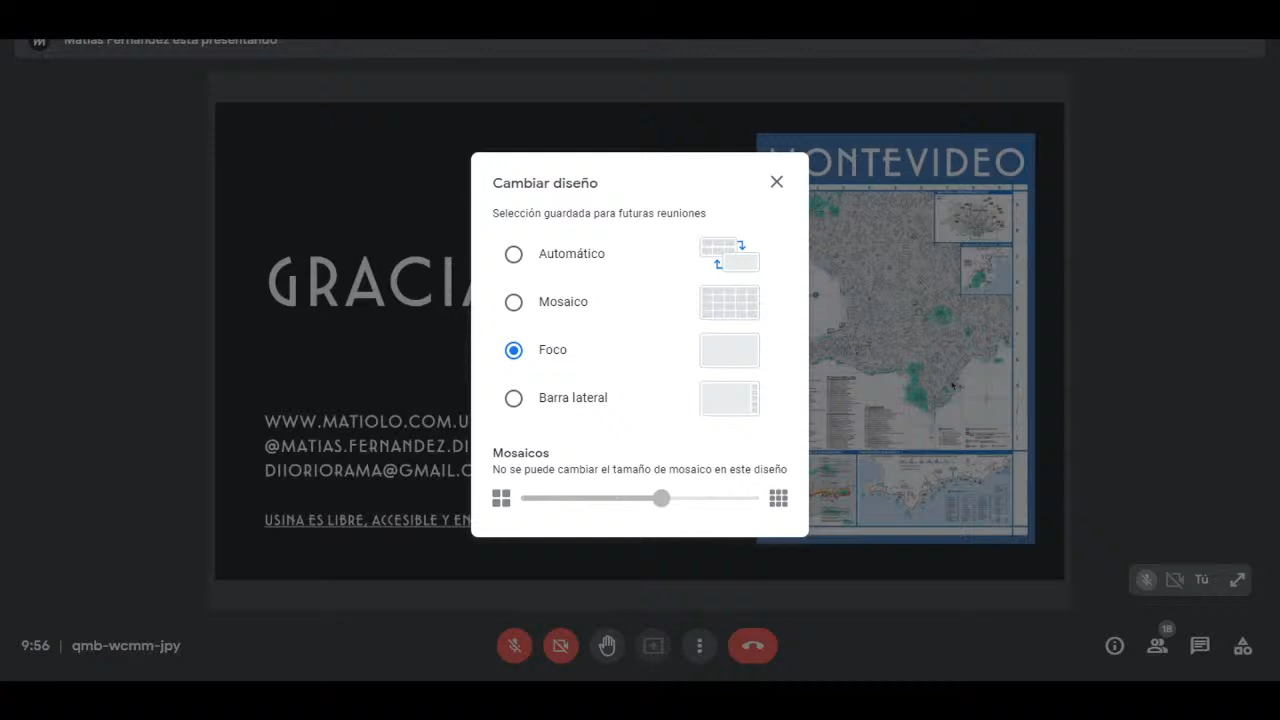 Matías Fernández está presentando
MONTEVIDEO
Cambiar diseño
Selección guardada para futuras reuniones
Automático
Mosaico
Foco
Barra lateral
Mosaicos
No se puede cambiar el tamaño de mosaico en este diseño
GRACIA
WWW.MATIOLO.COM.U
@MATIAS.FERNANDEZ.DI
DIIORIORAMA@GMAIL.C
USINA ES LIBRE, ACCESIBLE Y EN
Tú
9:56 | qmb-wcmm-jpy
18